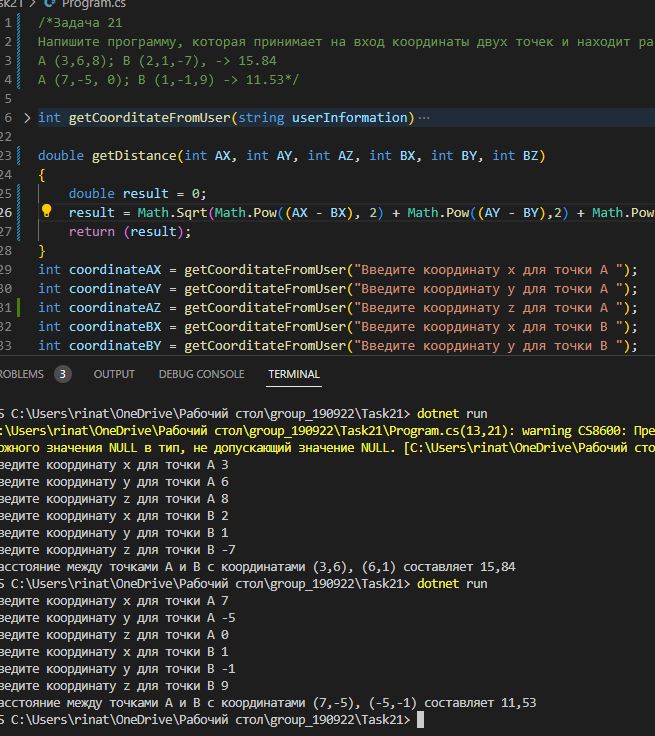 sk21 > Program.cs
1 /*Задача 21
2 Напишите программу, которая принимает на вход координаты двух точек и находит ра
3 A (3,6,8); B (2,1,-7), -> 15.84
4 A (7,-5, 0); B (1,-1,9) -> 11.53*/
5
6 > int getCoorditateFromUser(string userInformation) ...
22
23 double getDistance(int AX, int AY, int AZ, int BX, int BY, int BZ)
24 {
25 double result = 0;
26 result = Math.Sqrt(Math.Pow((AX - BX), 2) + Math.Pow((AY - BY),2) + Math.Pow
27 return (result);
28 }
29 int coordinateAX = getCoorditateFromUser("Введите координату x для точки A ");
30 int coordinateAY = getCoorditateFromUser("Введите координату y для точки A ");
31 int coordinateAZ = getCoorditateFromUser("Введите координату z для точки A ");
32 int coordinateBX = getCoorditateFromUser("Введите координату x для точки B ");
33 int coordinateBY = getCoorditateFromUser("Введите координату y для точки B ");
ROBLEMS 3 OUTPUT DEBUG CONSOLE TERMINAL
S C:\Users\rinat\OneDrive\Рабочий стол\group_190922\Task21> dotnet run
:\Users\rinat\OneDrive\Рабочий стол\group_190922\Task21\Program.cs(13,21): warning CS8600: Пре
ожного значения NULL в тип, не допускающий значение NULL. [C:\Users\rinat\OneDrive\Рабочий сто
ведите координату x для точки A 3
ведите координату y для точки A 6
ведите координату z для точки A 8
ведите координату x для точки B 2
ведите координату y для точки B 1
ведите координату z для точки B -7
асстояние между точками A и B с координатами (3,6), (6,1) составляет 15,84
S C:\Users\rinat\OneDrive\Рабочий стол\group_190922\Task21> dotnet run
ведите координату x для точки A 7
ведите координату y для точки A -5
ведите координату z для точки A 0
ведите координату x для точки B 1
ведите координату y для точки B -1
ведите координату z для точки B 9
асстояние между точками A и B с координатами (7,-5), (-5,-1) составляет 11,53
S C:\Users\rinat\OneDrive\Рабочий стол\group_190922\Task21>